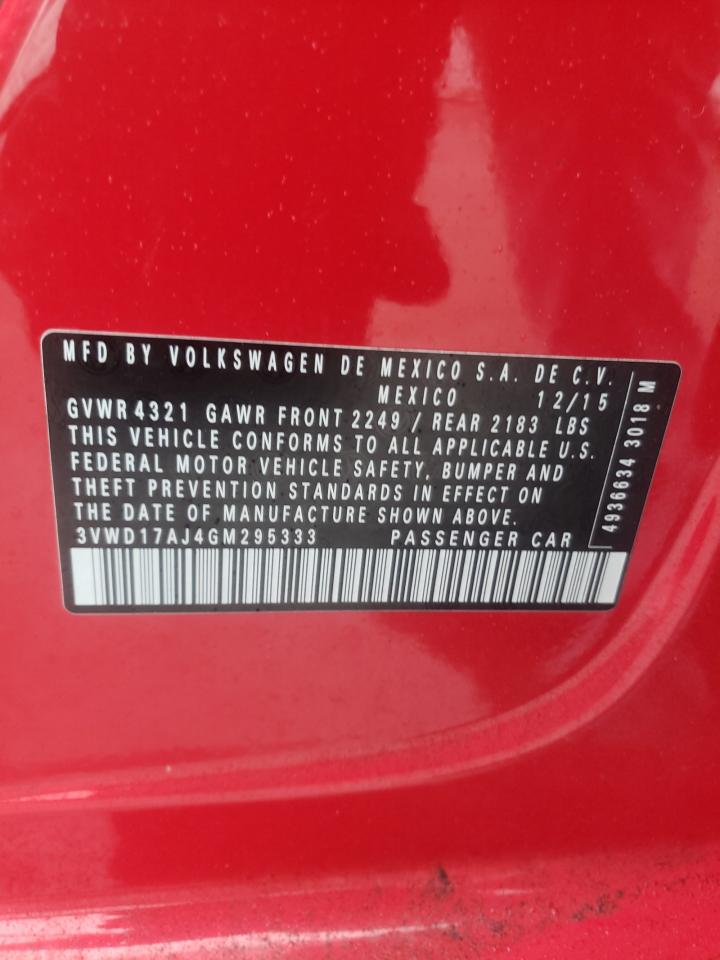 MFD BY VOLKSWAGEN DE MEXICO S.A. DE C.V.
MEXICO 12/15
GVWR 4321 GAWR FRONT 2249 / REAR 2183 LBS
THIS VEHICLE CONFORMS TO ALL APPLICABLE U.S.
FEDERAL MOTOR VEHICLE SAFETY, BUMPER AND
THEFT PREVENTION STANDARDS IN EFFECT ON
THE DATE OF MANUFACTURE SHOWN ABOVE.
3VWD17AJ4GM295333 PASSENGER CAR
4936634 3018 M